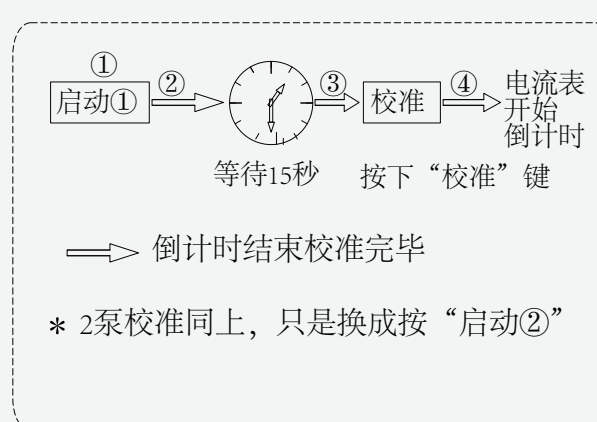 ①
启动①
②
③
校准
④
电流表
开始
倒计时
等待15秒
按下“校准”键
倒计时结束校准完毕
* 2泵校准同上，只是换成按“启动②”